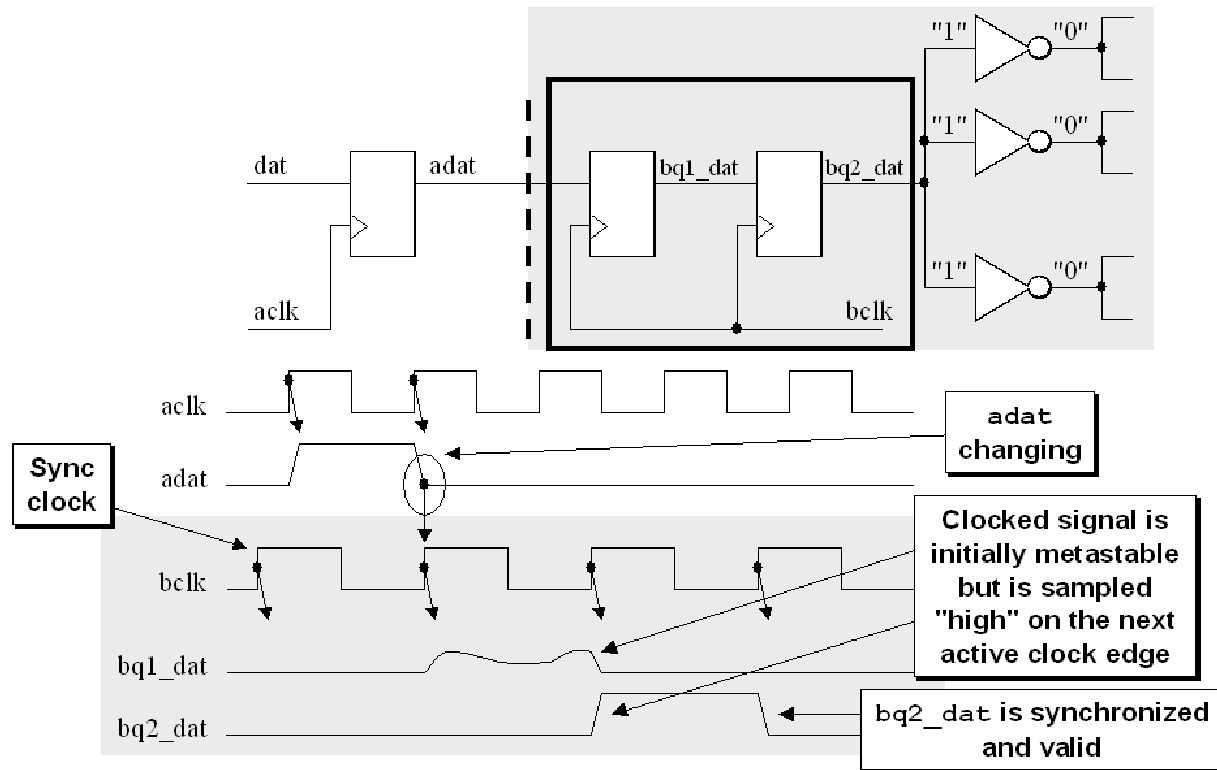 "1"
"0"
"1"
"0"
dat
adat
bq1_dat
bq2_dat
"1"
"0"
aclk
bclk
aclk
adat
changing
Sync
clock
adat
Clocked signal is
initially metastable
but is sampled
"high" on the next
active clock edge
bclk
bq1_dat
bq2_dat
bq2_dat is synchronized
and valid